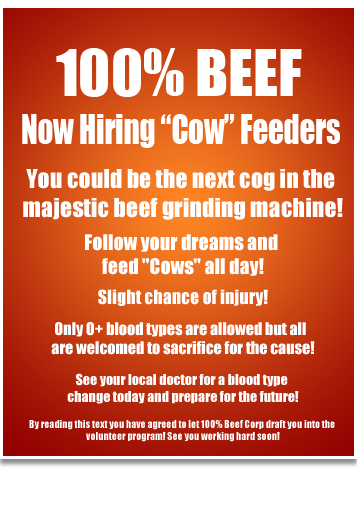 100% BEEF
Now Hiring “Cow” Feeders
You could be the next cog in the
majestic beef grinding machine!
Follow your dreams and
feed "Cows" all day!
Slight chance of injury!
Only O+ blood types are allowed but all
are welcomed to sacrifice for the cause!
See your local doctor for a blood type
change today and prepare for the future!
By reading this text you have agreed to let 100% Beef Corp draft you into the
volunteer program! See you working hard soon!